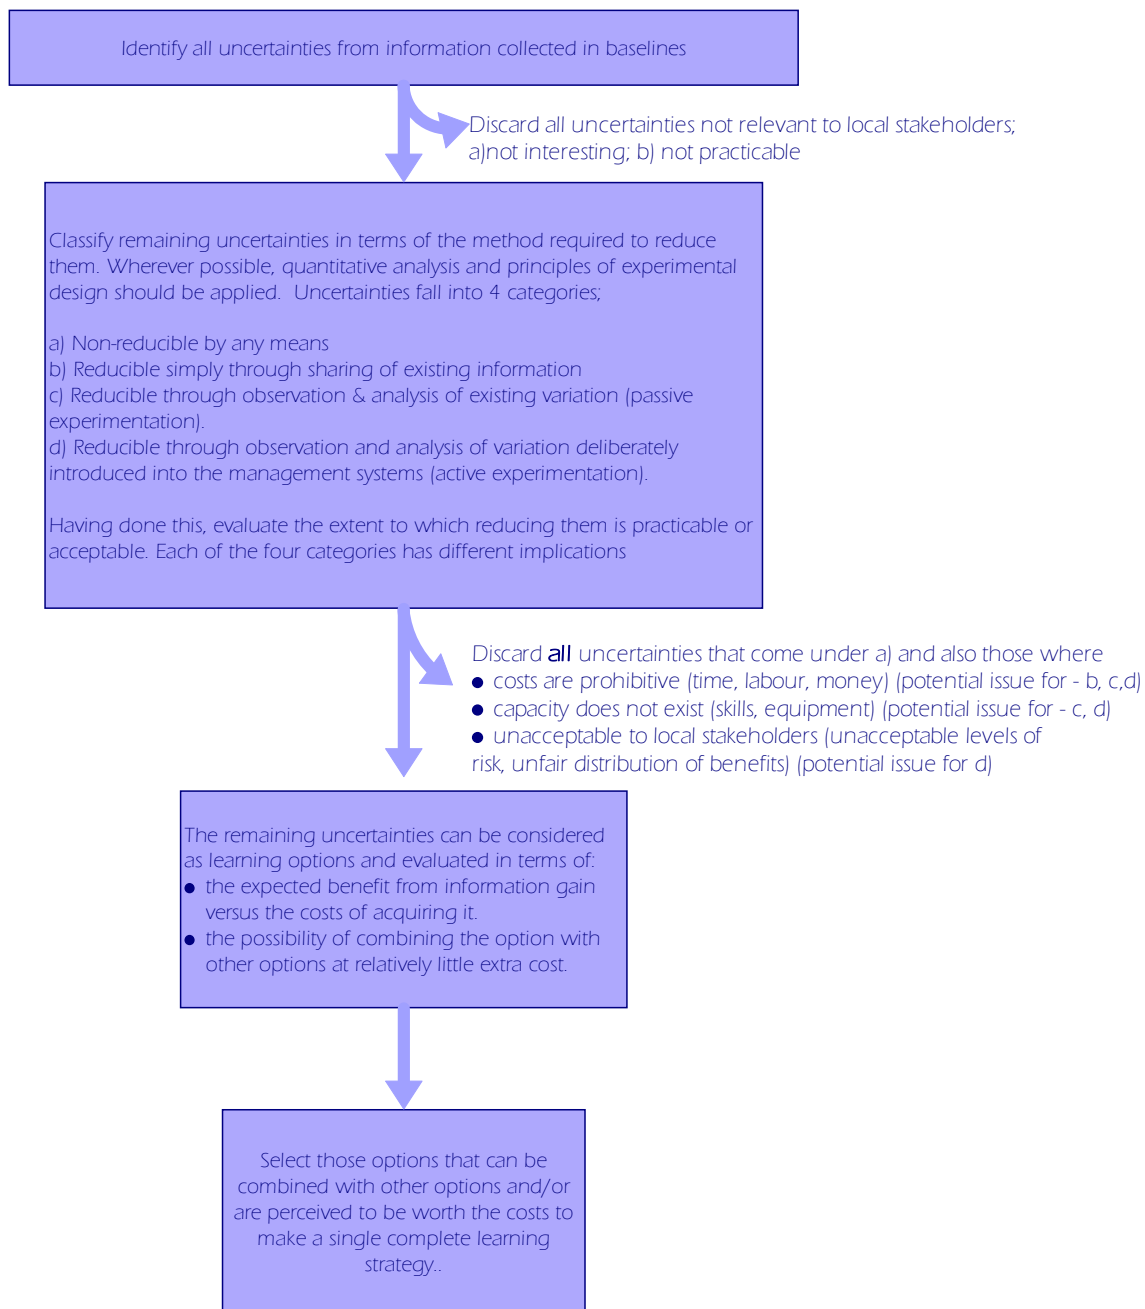 Identify all uncertainties from information collected in baselines
Discard all uncertainties not relevant to local stakeholders;
a)not interesting; b) not practicable
Classify remaining uncertainties in terms of the method required to reduce
them. Wherever possible, quantitative analysis and principles of experimental
design should be applied.  Uncertainties fall into 4 categories;
a) Non-reducible by any means
b) Reducible simply through sharing of existing information
c) Reducible through observation & analysis of existing variation (passive
experimentation).
d) Reducible through observation and analysis of variation deliberately
introduced into the management systems (active experimentation).
Having done this, evaluate the extent to which reducing them is practicable or
acceptable. Each of the four categories has different implications
Discard all uncertainties that come under a) and also those where
● costs are prohibitive (time, labour, money) (potential issue for - b, c,d)
● capacity does not exist (skills, equipment) (potential issue for - c, d)
● unacceptable to local stakeholders (unacceptable levels of
risk, unfair distribution of benefits) (potential issue for d)
The remaining uncertainties can be considered
as learning options and evaluated in terms of:
● the expected benefit from information gain
versus the costs of acquiring it.
● the possibility of combining the option with
other options at relatively little extra cost.
Select those options that can be
combined with other options and/or
are perceived to be worth the costs to
make a single complete learning
strategy..